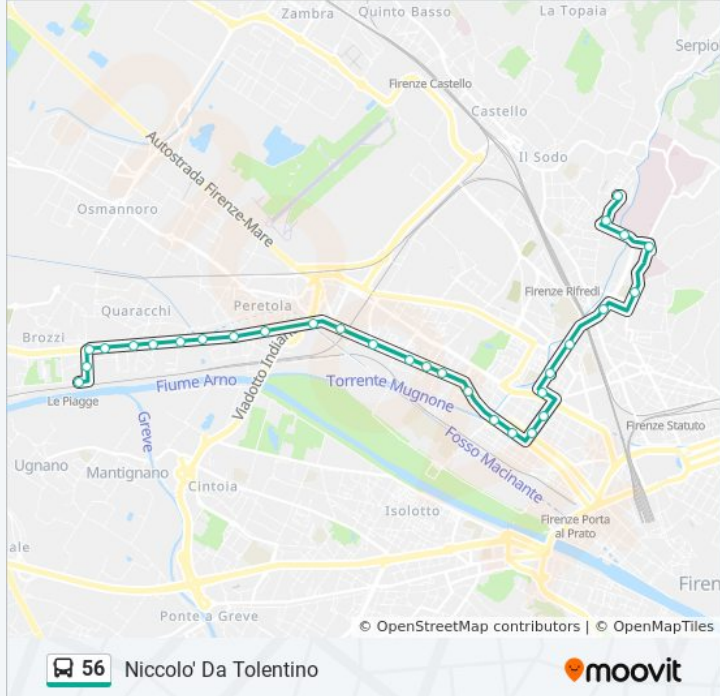 Zambra
Quinto Basso
La Topaia
Serpio
Firenze Castello
Castello
Il Sodo
Autostrada Firenze-Mare
Osmannoro
Firenze Rifredi
Quaracchi
Peretola
Brozzi
Viadotto Indian
Fiume Arno
Torrente Mugnone
Le Piagge
Greve
Firenze Statuto
Fosso Macinante
Ugnano
Mantignano
Cintoia
Isolotto
Firenze Porta
al Prato
ale
Firen
Ponte a Greve
© OpenStreetMap contributors | © OpenMapTiles
56 Niccolo' Da Tolentino
moovit